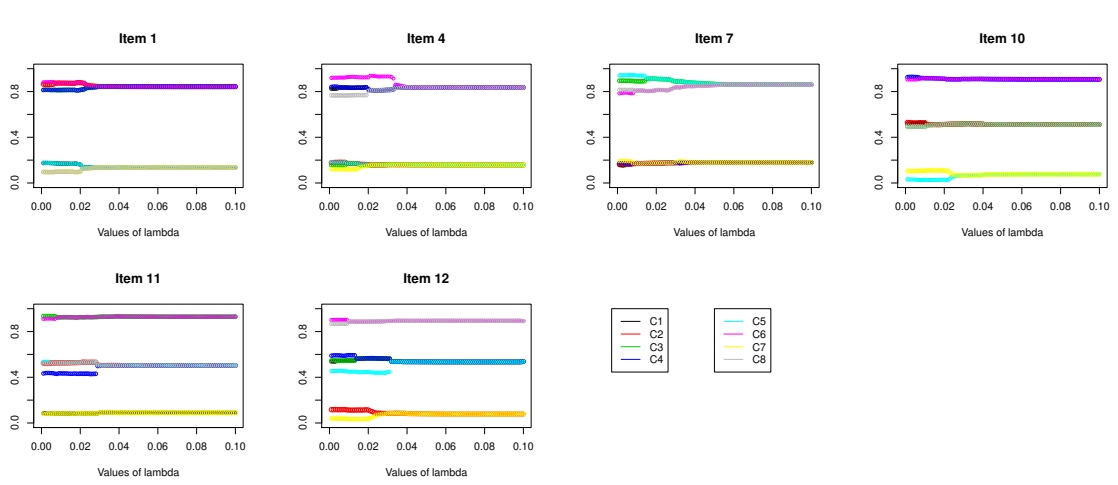 Item 1
Item 4
Item 7
Item 10
0.0 0.4 0.8
0.0 0.4 0.8
0.0 0.4 0.8
0.0 0.4 0.8
0.00 0.02 0.04 0.06 0.08 0.10
0.00 0.02 0.04 0.06 0.08 0.10
0.00 0.02 0.04 0.06 0.08 0.10
0.00 0.02 0.04 0.06 0.08 0.10
Values of lambda
Values of lambda
Values of lambda
Values of lambda
Item 11
Item 12
0.0 0.4 0.8
0.0 0.4 0.8
C1
C2
C3
C4
C5
C6
C7
C8
0.00 0.02 0.04 0.06 0.08 0.10
0.00 0.02 0.04 0.06 0.08 0.10
Values of lambda
Values of lambda